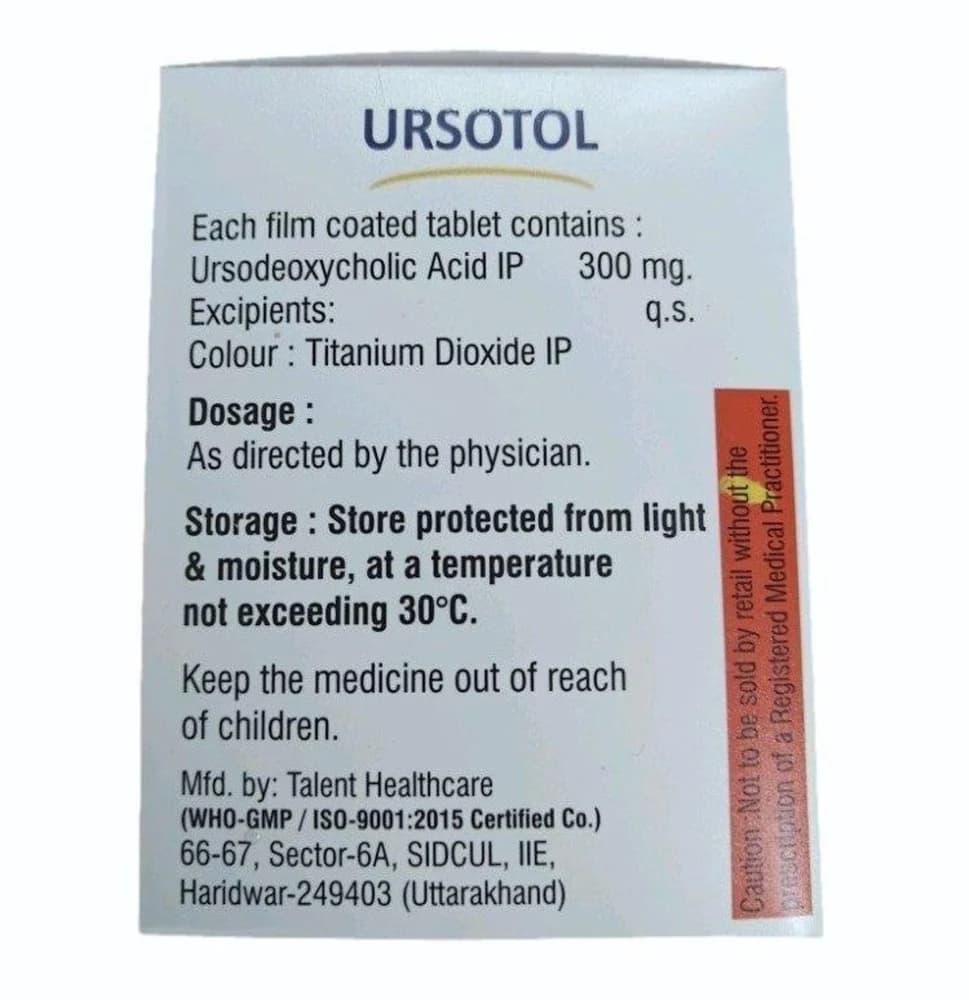 URSOTOL
Each film coated tablet contains :
Ursodeoxycholic Acid IP 300 mg.
Excipients: q.s.
Colour : Titanium Dioxide IP
Dosage :
As directed by the physician.
Storage : Store protected from light
& moisture, at a temperature
not exceeding 30°C.
Keep the medicine out of reach
of children.
Mfd. by: Talent Healthcare
(WHO-GMP / ISO-9001:2015 Certified Co.)
66-67, Sector-6A, SIDCUL, IIE,
Haridwar-249403 (Uttarakhand)
Caution :Not to be sold by retail without the
prescription of a Registered Medical Practitioner.